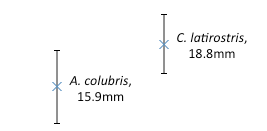 C. latirostris,
18.8mm
A. colubris,
15.9mm